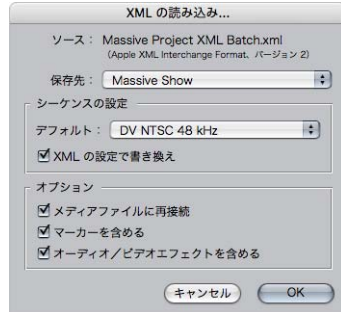 XML の読み込み...
ソース： Massive Project XML Batch.xml
（Apple XML Interchange Format、バージョン 2）
保存先： Massive Show
シーケンスの設定
デフォルト： DV NTSC 48 kHz
XML の設定で書き換え
オプション
メディアファイルに再接続
マーカーを含める
オーディオ／ビデオエフェクトを含める
キャンセル OK